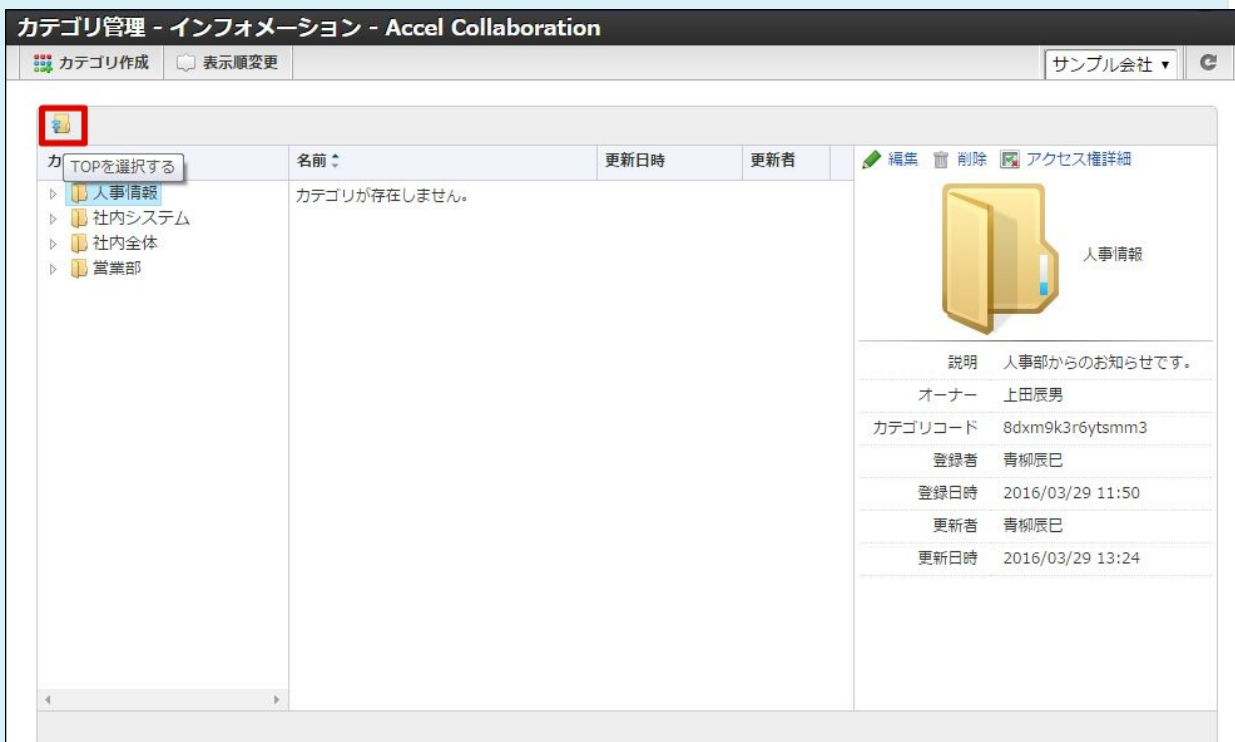 カテゴリ管理 - インフォメーション - Accel Collaboration
カテゴリ作成 表示順変更 サンプル会社
カ TOPを選択する 名前 更新日時 更新者 編集 削除 アクセス権詳細
人事情報 カテゴリが存在しません。
社内システム
社内全体
営業部
人事情報
説明 人事部からのお知らせです。
オーナー 上田辰男
カテゴリコード 8dxm9k3r6ytsmm3
登録者 青柳辰巳
登録日時 2016/03/29 11:50
更新者 青柳辰巳
更新日時 2016/03/29 13:24